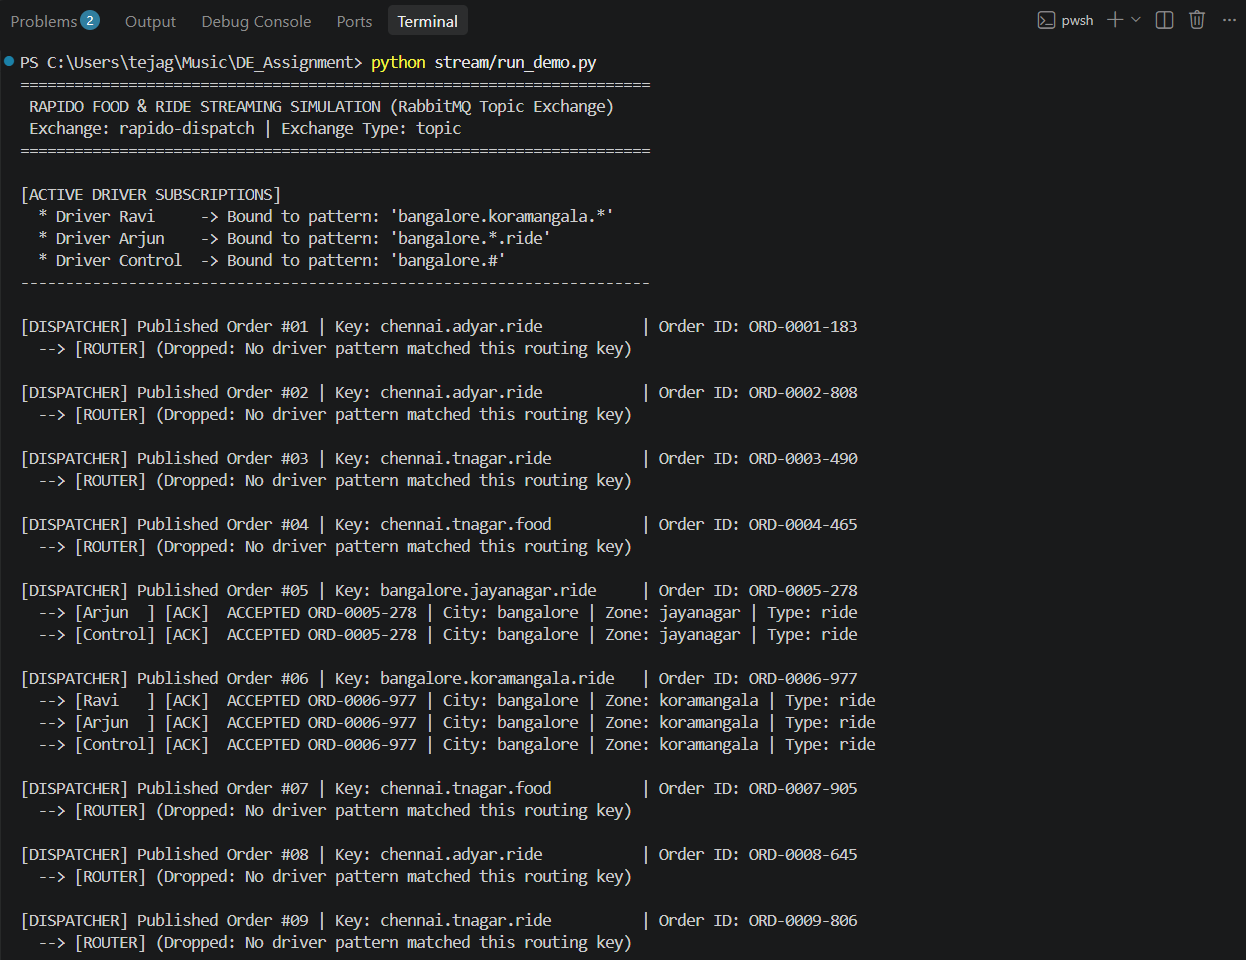 Problems 2 Output Debug Console Ports Terminal pwsh
PS C:\Users\tejag\Music\DE_Assignment> python stream/run_demo.py
======================================================================
 RAPIDO FOOD & RIDE STREAMING SIMULATION (RabbitMQ Topic Exchange)
 Exchange: rapido-dispatch | Exchange Type: topic
======================================================================
[ACTIVE DRIVER SUBSCRIPTIONS]
  * Driver Ravi     -> Bound to pattern: 'bangalore.koramangala.*'
  * Driver Arjun    -> Bound to pattern: 'bangalore.*.ride'
  * Driver Control  -> Bound to pattern: 'bangalore.#'
----------------------------------------------------------------------
[DISPATCHER] Published Order #01 | Key: chennai.adyar.ride           | Order ID: ORD-0001-183
  --> [ROUTER] (Dropped: No driver pattern matched this routing key)
[DISPATCHER] Published Order #02 | Key: chennai.adyar.ride           | Order ID: ORD-0002-808
  --> [ROUTER] (Dropped: No driver pattern matched this routing key)
[DISPATCHER] Published Order #03 | Key: chennai.tnagar.ride          | Order ID: ORD-0003-490
  --> [ROUTER] (Dropped: No driver pattern matched this routing key)
[DISPATCHER] Published Order #04 | Key: chennai.tnagar.food          | Order ID: ORD-0004-465
  --> [ROUTER] (Dropped: No driver pattern matched this routing key)
[DISPATCHER] Published Order #05 | Key: bangalore.jayanagar.ride     | Order ID: ORD-0005-278
  --> [Arjun  ] [ACK]  ACCEPTED ORD-0005-278 | City: bangalore | Zone: jayanagar | Type: ride
  --> [Control] [ACK]  ACCEPTED ORD-0005-278 | City: bangalore | Zone: jayanagar | Type: ride
[DISPATCHER] Published Order #06 | Key: bangalore.koramangala.ride   | Order ID: ORD-0006-977
  --> [Ravi   ] [ACK]  ACCEPTED ORD-0006-977 | City: bangalore | Zone: koramangala | Type: ride
  --> [Arjun  ] [ACK]  ACCEPTED ORD-0006-977 | City: bangalore | Zone: koramangala | Type: ride
  --> [Control] [ACK]  ACCEPTED ORD-0006-977 | City: bangalore | Zone: koramangala | Type: ride
[DISPATCHER] Published Order #07 | Key: chennai.tnagar.food          | Order ID: ORD-0007-905
  --> [ROUTER] (Dropped: No driver pattern matched this routing key)
[DISPATCHER] Published Order #08 | Key: chennai.adyar.ride           | Order ID: ORD-0008-645
  --> [ROUTER] (Dropped: No driver pattern matched this routing key)
[DISPATCHER] Published Order #09 | Key: chennai.tnagar.ride          | Order ID: ORD-0009-806
  --> [ROUTER] (Dropped: No driver pattern matched this routing key)